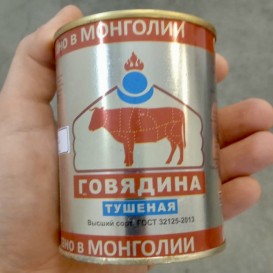 но в МОНГОЛИИ
ГОВЯДИНА
ТУШЕНАЯ
Высший сорт. ГОСТ 32125-2013
но в МОНГОЛИИ